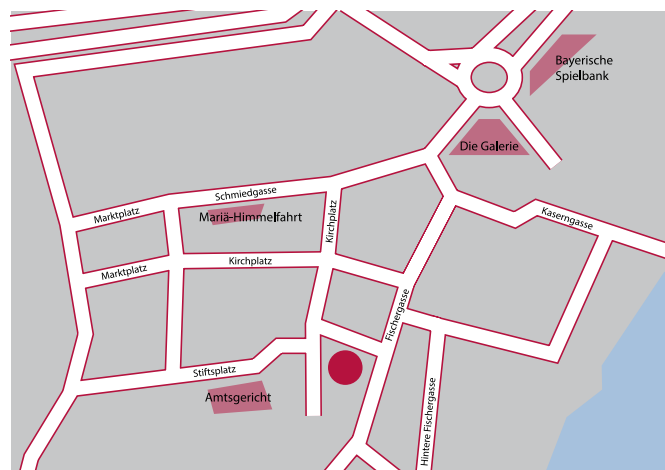 Bayerische
Spielbank
Die Galerie
Schmiedgasse
Marktplatz
Mariä-Himmelfahrt
Kirchplatz
Kaserngasse
Marktplatz
Kirchplatz
Fischergasse
Stiftsplatz
Amtsgericht
Hintere Fischergasse